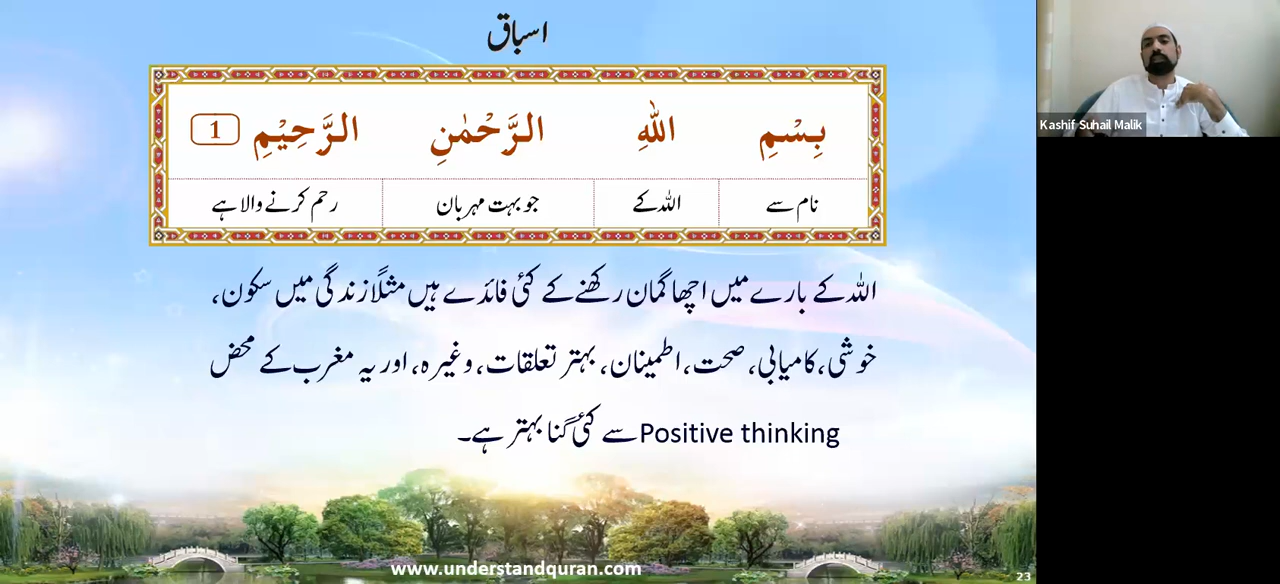 اسباق
بِسْمِ اللّٰهِ الرَّحْمٰنِ الرَّحِيْمِ 1
نام سے اللہ کے جو بہت مہربان رحم کرنے والا ہے
اللہ کے بارے میں اچھا گمان رکھنے کے کئی فائدے ہیں مثلاً زندگی میں سکون،
خوشی، کامیابی، صحت، اطمینان، بہتر تعلقات، وغیرہ، اور یہ مغرب کے محض
Positive thinking سے کئی گنا بہتر ہے۔
www.understandquran.com
23
Kashif Suhail Malik